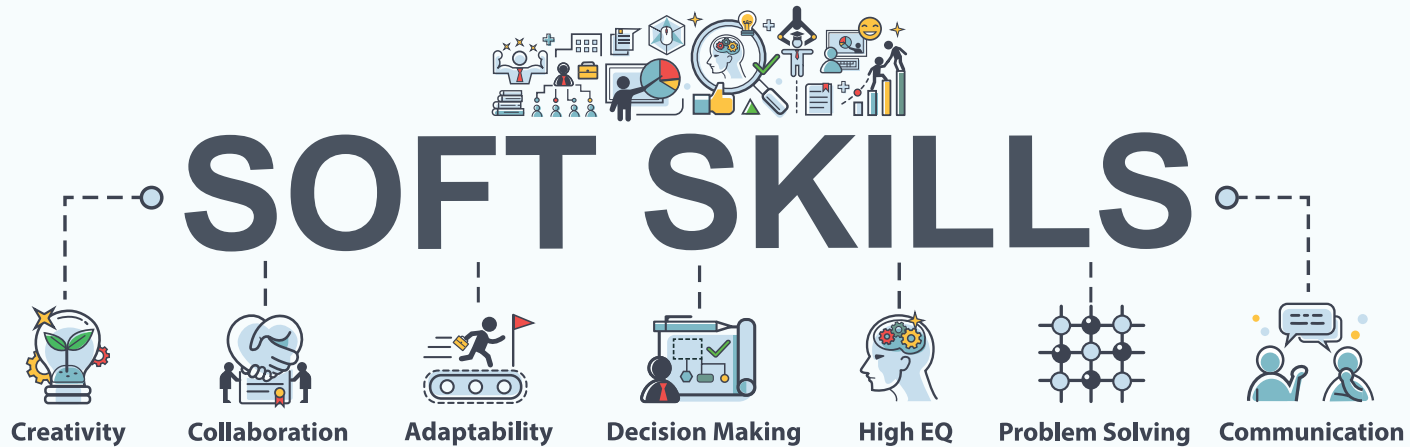 SOFT SKILLS
Creativity
Collaboration
Adaptability
Decision Making
High EQ
Problem Solving
Communication